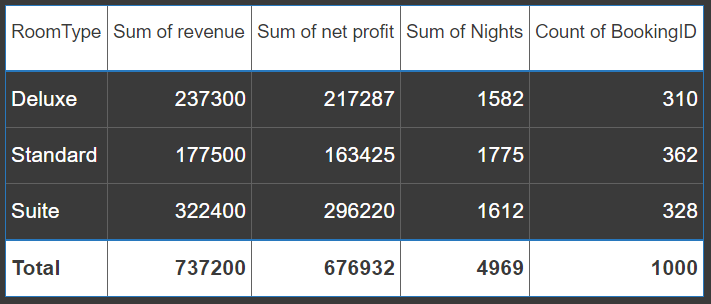 RoomType Sum of revenue Sum of net profit Sum of Nights Count of BookingID
Deluxe 237300 217287 1582 310
Standard 177500 163425 1775 362
Suite 322400 296220 1612 328
Total 737200 676932 4969 1000